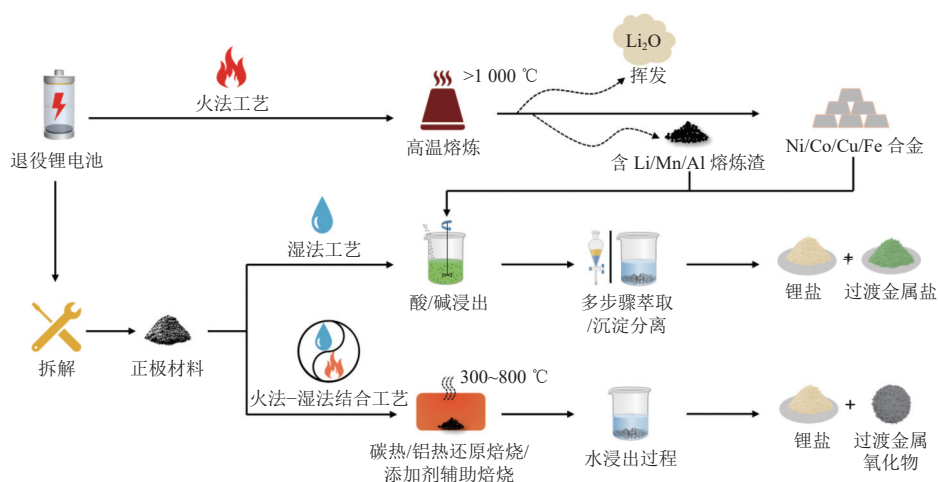 Li₂O
挥发
>1 000 ℃
火法工艺
退役锂电池
高温熔炼
含 Li/Mn/Al 熔炼渣
Ni/Co/Cu/Fe 合金
湿法工艺
酸/碱浸出
多步骤萃取
/沉淀分离
+
锂盐
过渡金属盐
拆解
正极材料
火法−湿法结合工艺
300~800 ℃
碳热/铝热还原焙烧/
添加剂辅助焙烧
水浸出过程
+
锂盐
过渡金属
氧化物